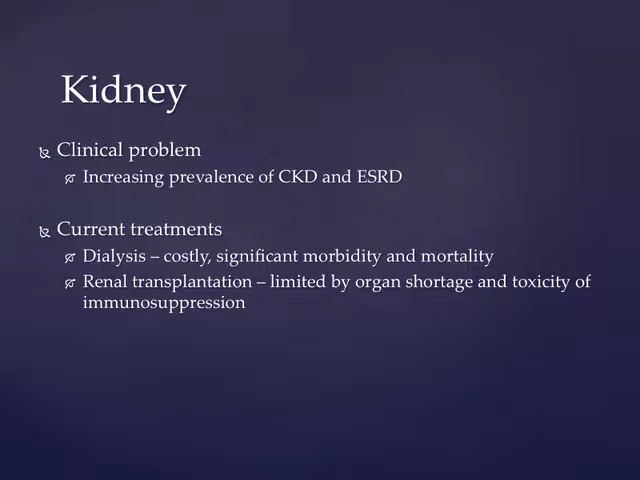 Kidney
Clinical problem
Increasing prevalence of CKD and ESRD
Current treatments
Dialysis – costly, significant morbidity and mortality
Renal transplantation – limited by organ shortage and toxicity of
immunosuppression